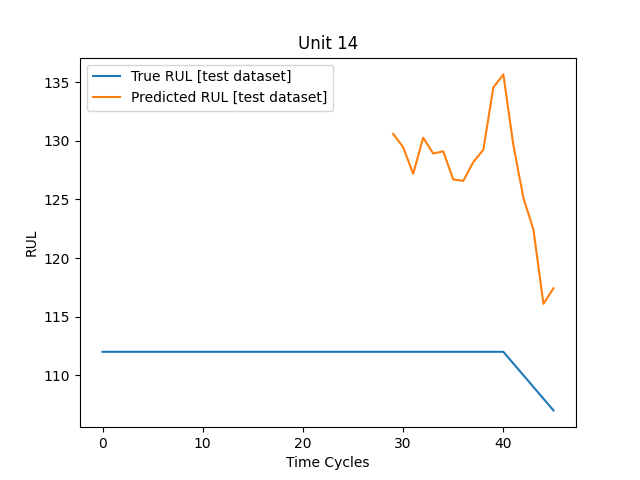 Unit 14
True RUL [test dataset]
Predicted RUL [test dataset]
RUL
135
130
125
120
115
110
0 10 20 30 40
Time Cycles